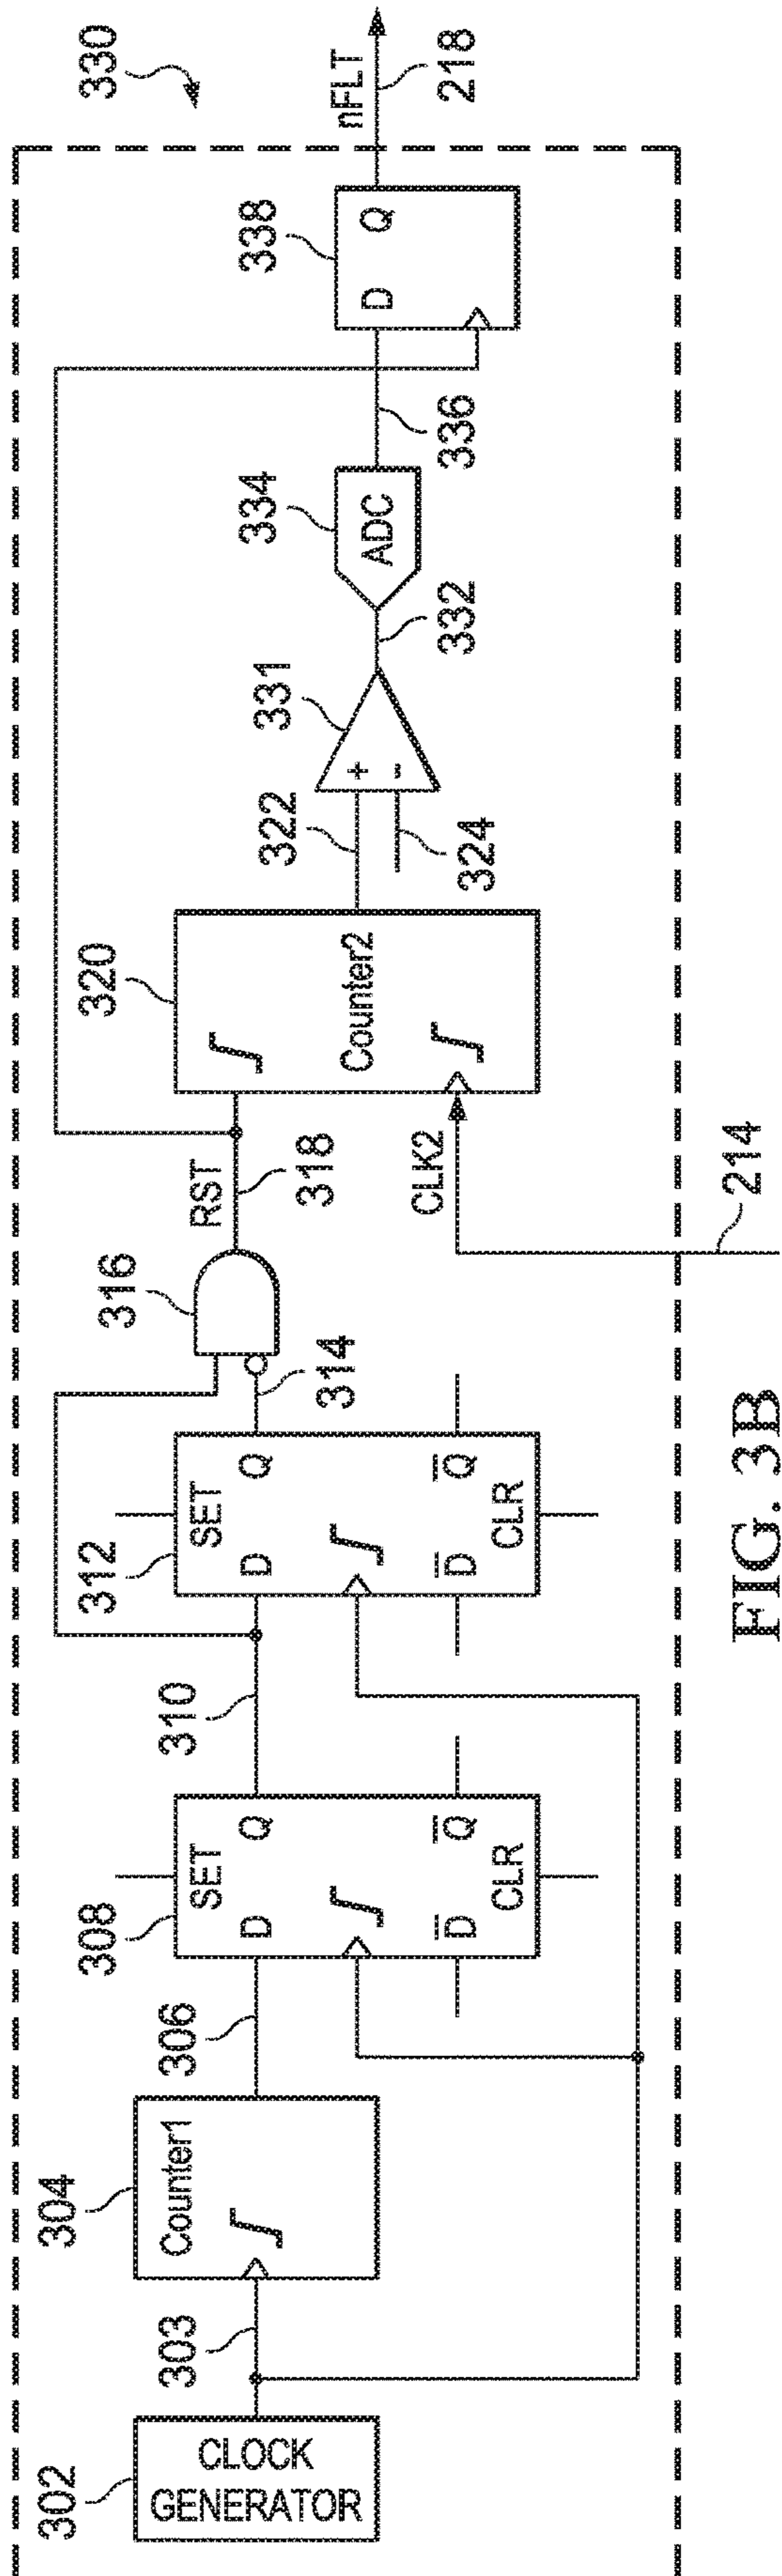 330
nFLT
218
338
D Q
336
334
ADC
332
331
+
-
322
324
320
Counter2
CLK2
214
RST
318
316
314
312
SET
D Q
D̅ Q̅
CLR
310
308
SET
D Q
D̅ Q̅
CLR
306
304
Counter1
303
302
CLOCK
GENERATOR
FIG. 3B